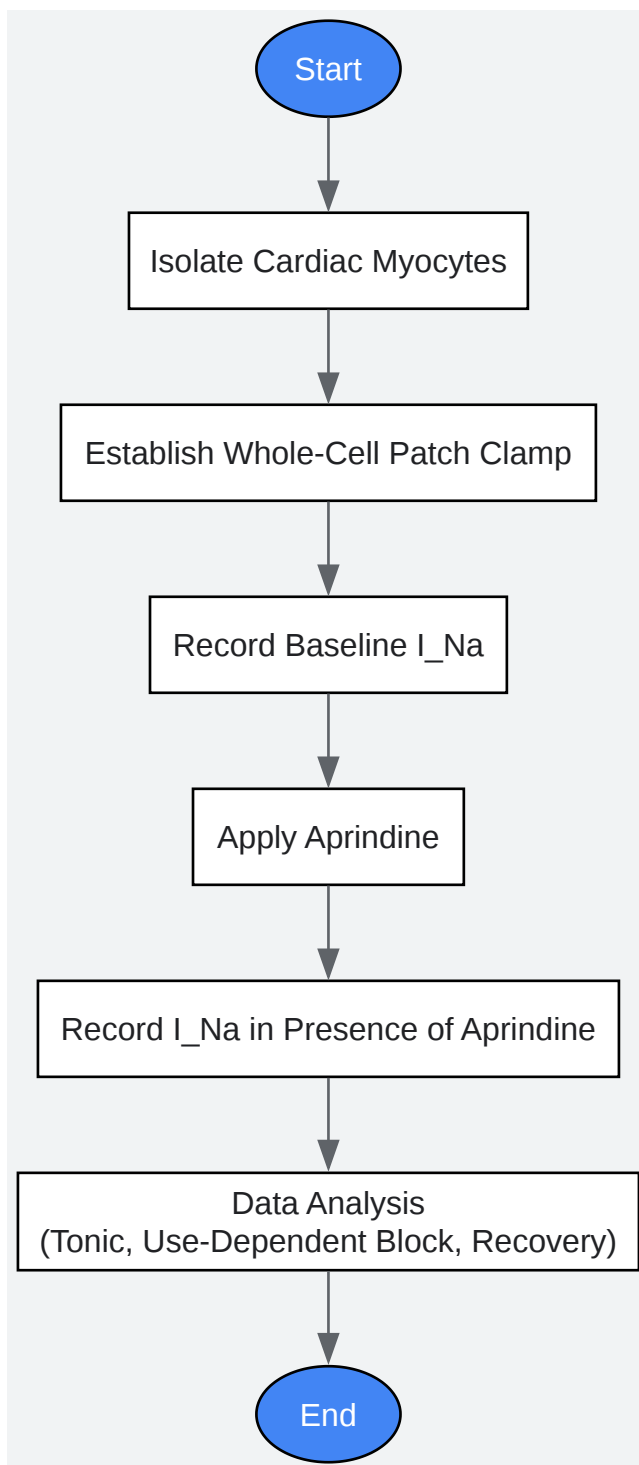 Start
Isolate Cardiac Myocytes
Establish Whole-Cell Patch Clamp
Record Baseline I_Na
Apply Aprindine
Record I_Na in Presence of Aprindine
Data Analysis
(Tonic, Use-Dependent Block, Recovery)
End